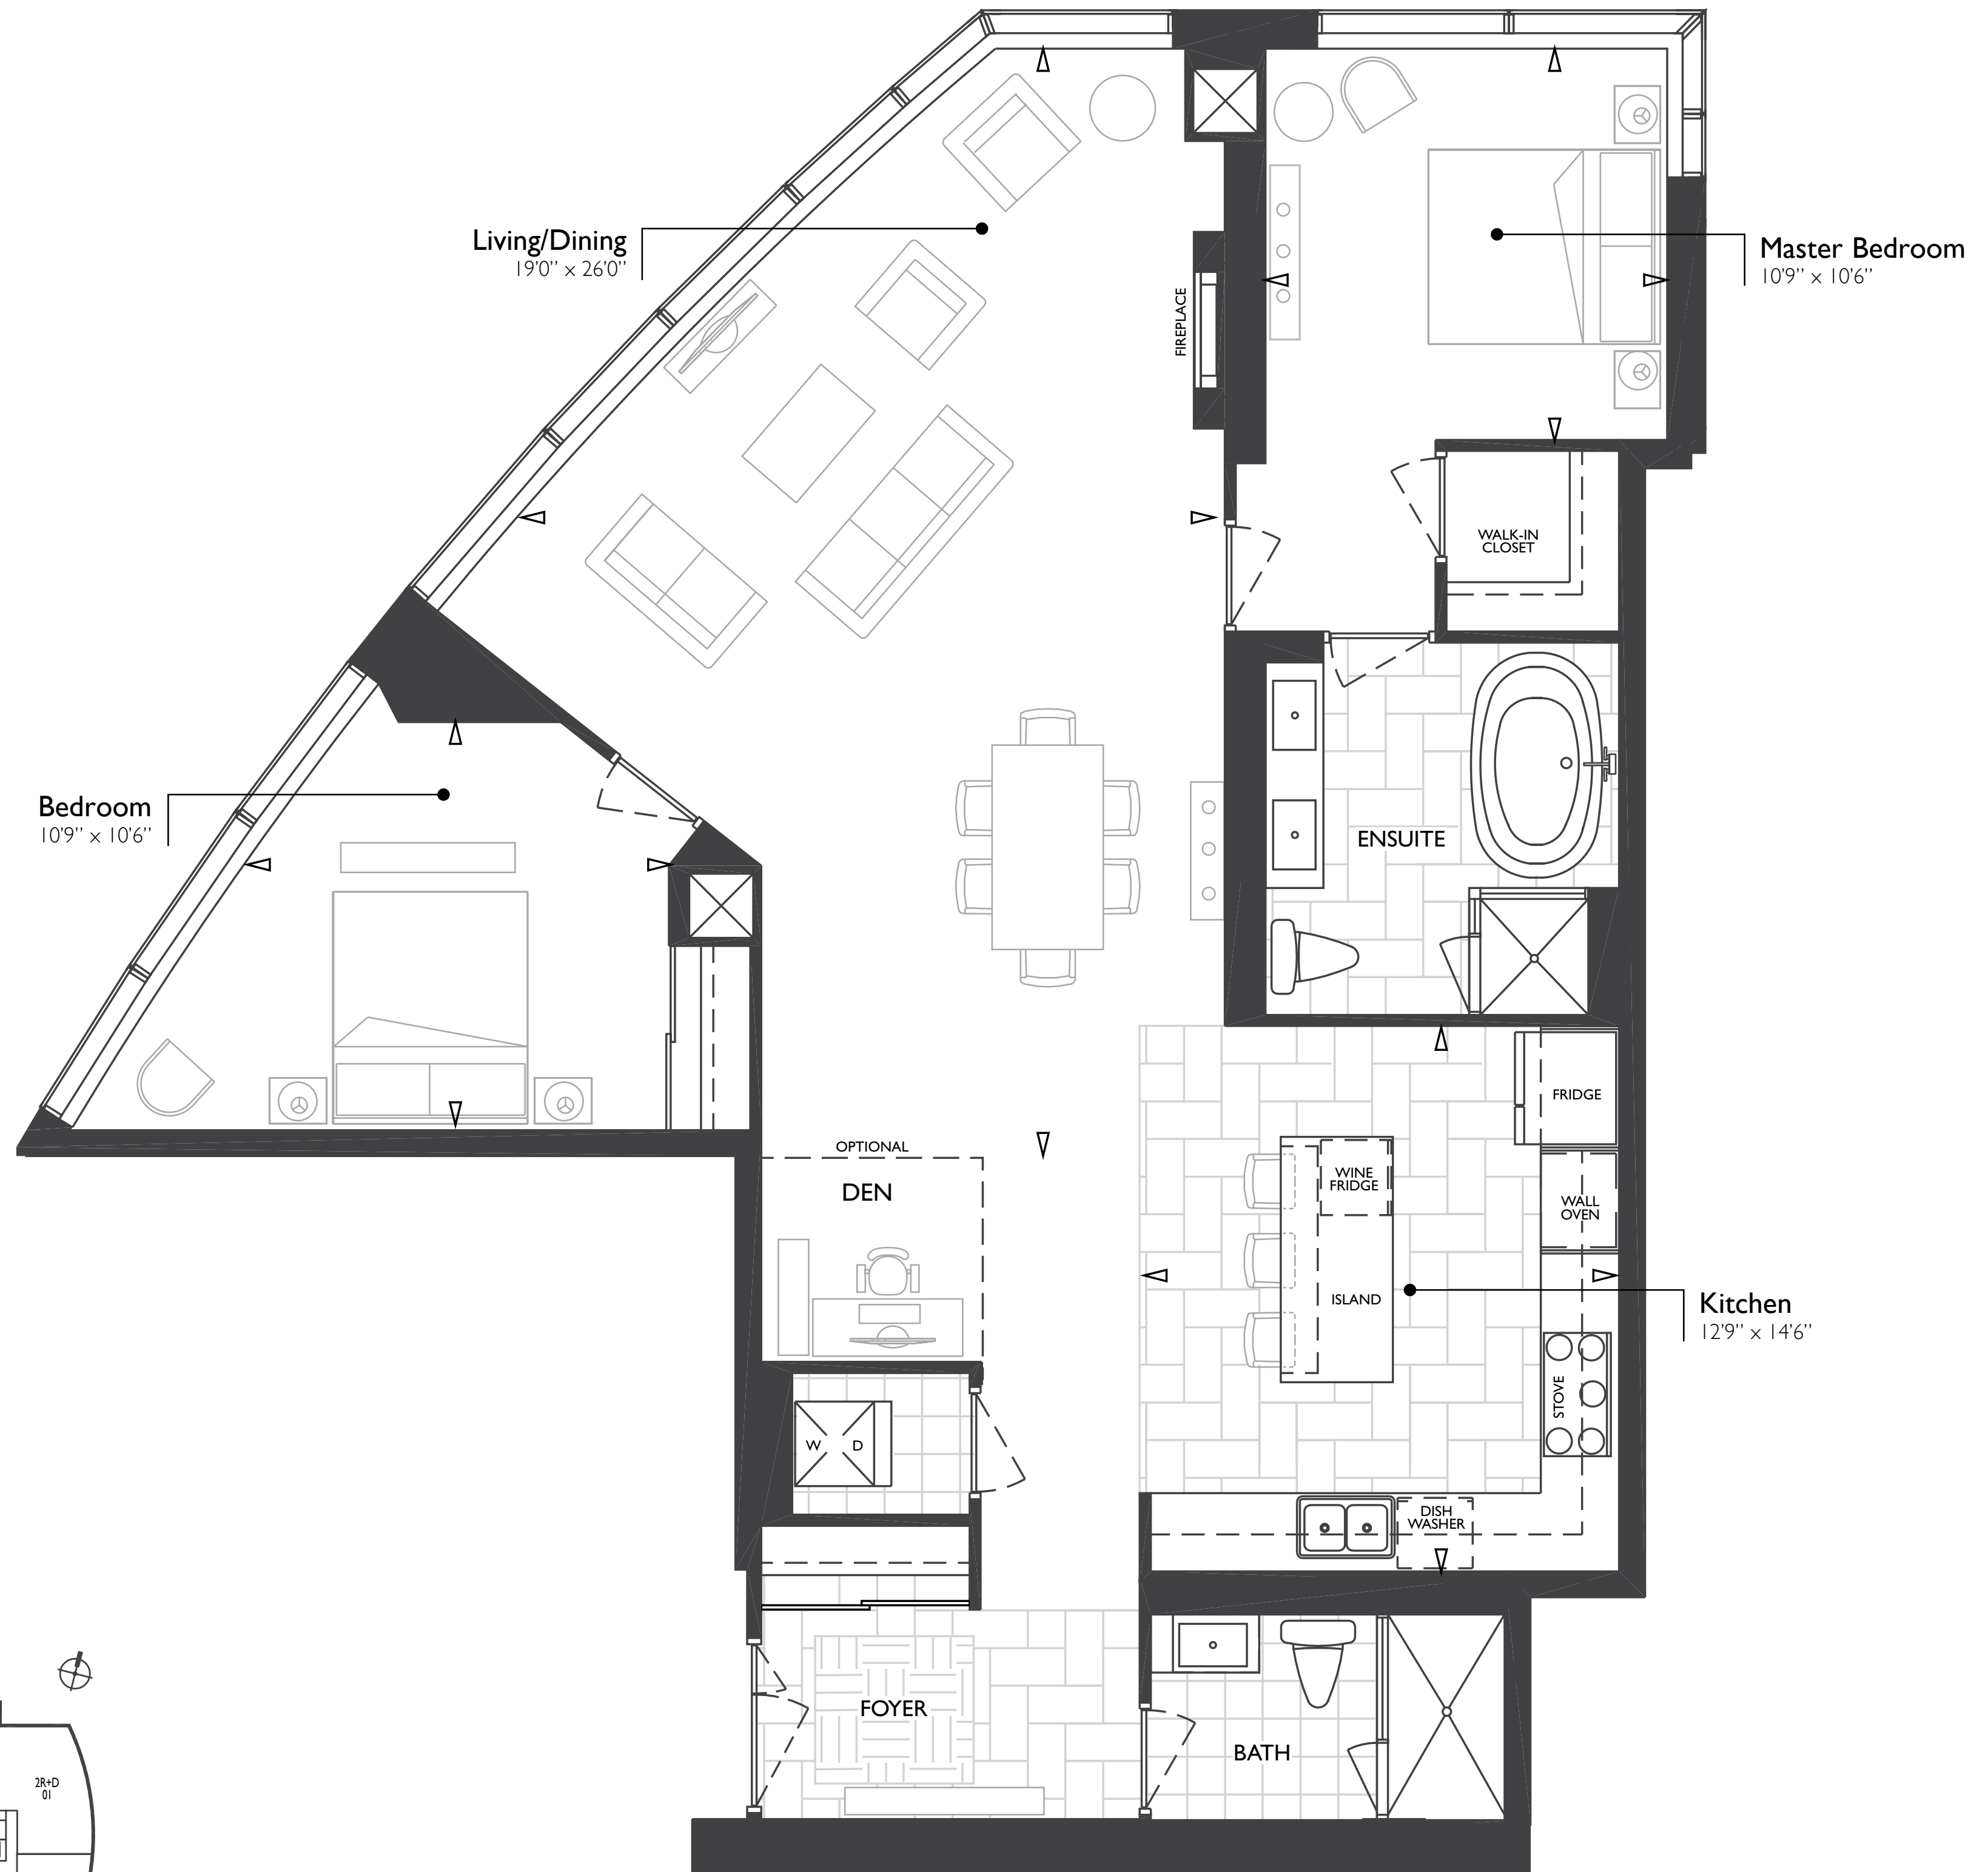 Living/Dining
19'0" x 26'0"
Master Bedroom
10'9" x 10'6"
FIREPLACE
WALK-IN
CLOSET
Bedroom
10'9" x 10'6"
ENSUITE
FRIDGE
OPTIONAL
DEN
WINE
FRIDGE
WALL
OVEN
ISLAND
Kitchen
12'9" x 14'6"
STOVE
W D
DISH
WASHER
FOYER
BATH
2R+D
01